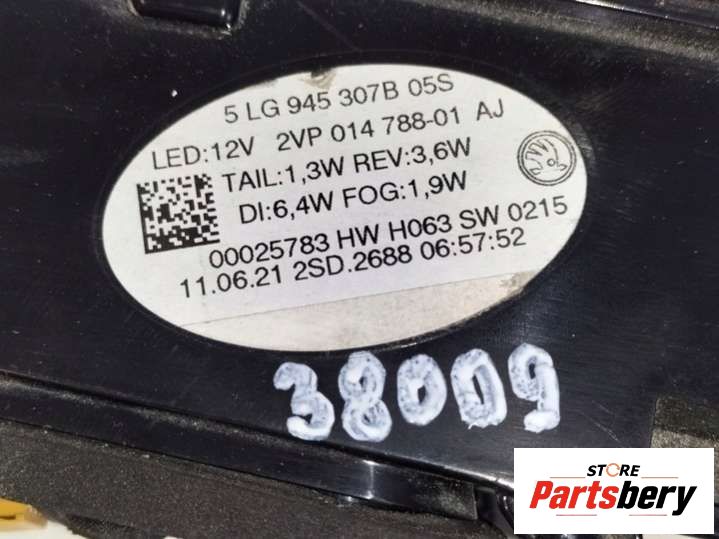 5 LG 945 307B 05S
LED:12V 2VP 014 788-01 AJ
TAIL:1,3W REV:3,6W
DI:6,4W FOG:1,9W
00025783 HW H063 SW 0215
11.06.21 2SD.2688 06:57:52
38009
STORE
Partsbery